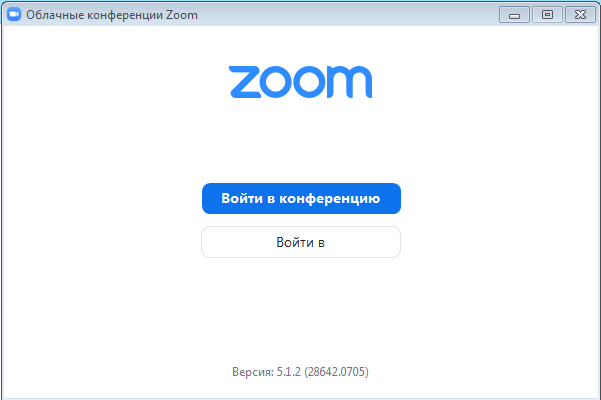 Облачные конференции Zoom
zoom
Войти в конференцию
Войти в
Версия: 5.1.2 (28642.0705)